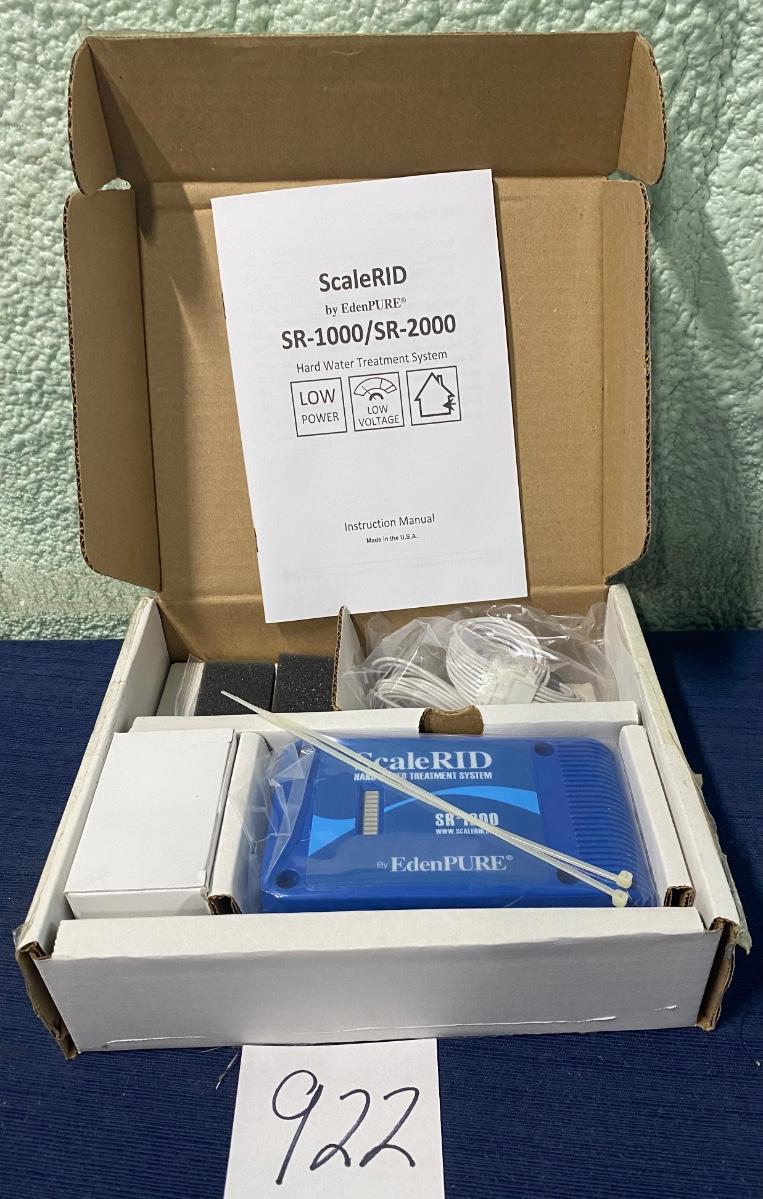 ScaleRID
by EdenPURE®
SR-1000/SR-2000
Hard Water Treatment System
LOW
POWER
LOW
VOLTAGE
Instruction Manual
Made in the U.S.A.
ScaleRID
HARD WATER TREATMENT SYSTEM
SR-1000
By EdenPURE®
922